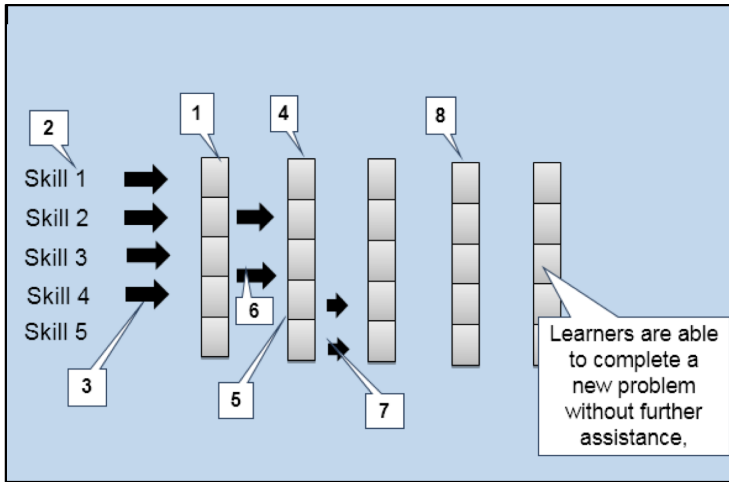 1
4
8
2
Skill 1
Skill 2
Skill 3
Skill 4
Skill 5
6
3
5
7
Learners are able
to complete a
new problem
without further
assistance,